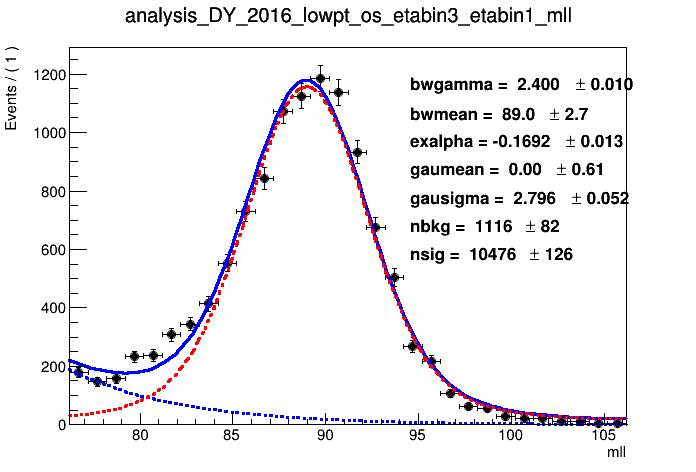 analysis_DY_2016_lowpt_os_etabin3_etabin1_mll
Events / ( 1 )
1200
1000
800
600
400
200
0
bwgamma = 2.400 ± 0.010
bwmean = 89.0 ± 2.7
exalpha = -0.1692 ± 0.013
gaumean = 0.00 ± 0.61
gausigma = 2.796 ± 0.052
nbkg = 1116 ± 82
nsig = 10476 ± 126
80 85 90 95 100 105
mll